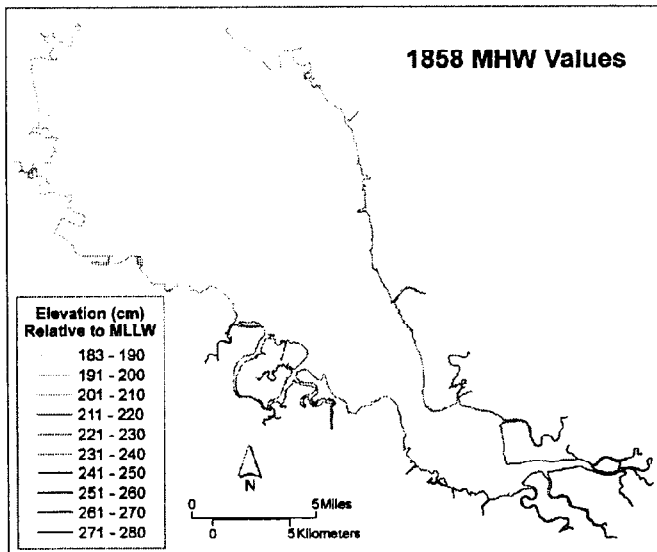 1858 MHW Values
Elevation (cm)
Relative to MLLW
183 - 190
191 - 200
201 - 210
211 - 220
221 - 230
231 - 240
241 - 250
251 - 260
261 - 270
271 - 280
N
0 5 Miles
0 5 Kilometers